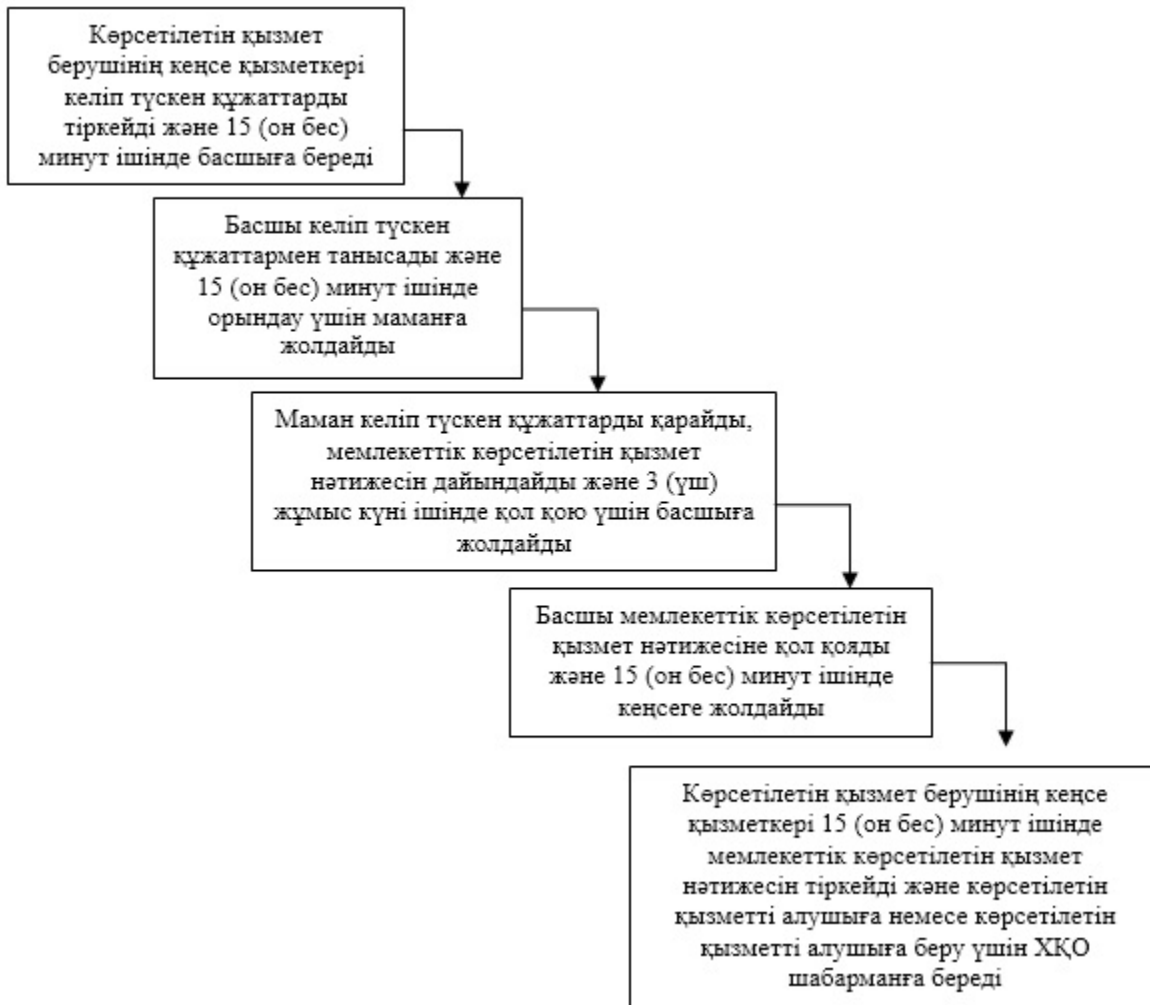 Көрсетілетін қызмет
берушінің кеңсе қызметкері
келіп түскен құжаттарды
тіркейді және 15 (он бес)
минут ішінде басшыға береді
Басшы келіп түскен
құжаттармен танысады және
15 (он бес) минут ішінде
орындау үшін маманға
жолдайды
Маман келіп түскен құжаттарды қарайды,
мемлекеттік көрсетілетін қызмет
нәтижесін дайындайды және 3 (үш)
жұмыс күні ішінде қол қою үшін басшыға
жолдайды
Басшы мемлекеттік көрсетілетін
қызмет нәтижесіне қол қояды
және 15 (он бес) минут ішінде
кеңсеге жолдайды
Көрсетілетін қызмет берушінің кеңсе
қызметкері 15 (он бес) минут ішінде
мемлекеттік көрсетілетін қызмет
нәтижесін тіркейді және көрсетілетін
қызметті алушыға немесе көрсетілетін
қызметті алушыға беру үшін ХҚО
шабарманға береді